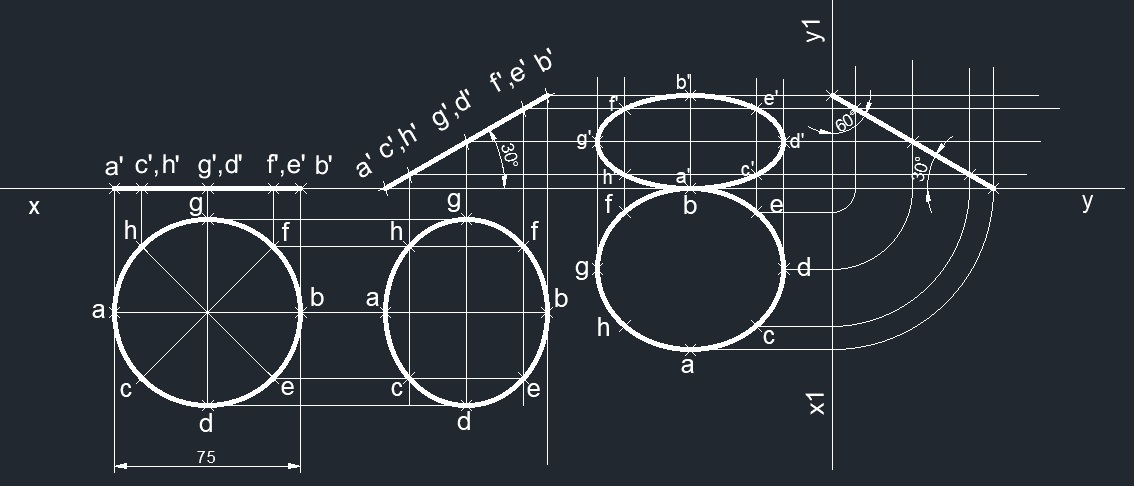 y1
b'
f'
e'
g'
d'
h'
c'
a'
60°
30°
a' c',h' g',d' f',e' b'
30°
a' c',h' g',d' f',e' b'
x
y
g
h
f
a
b
c
e
d
75
g
h
f
a
b
c
e
d
b
f
e
g
d
h
c
a
x1